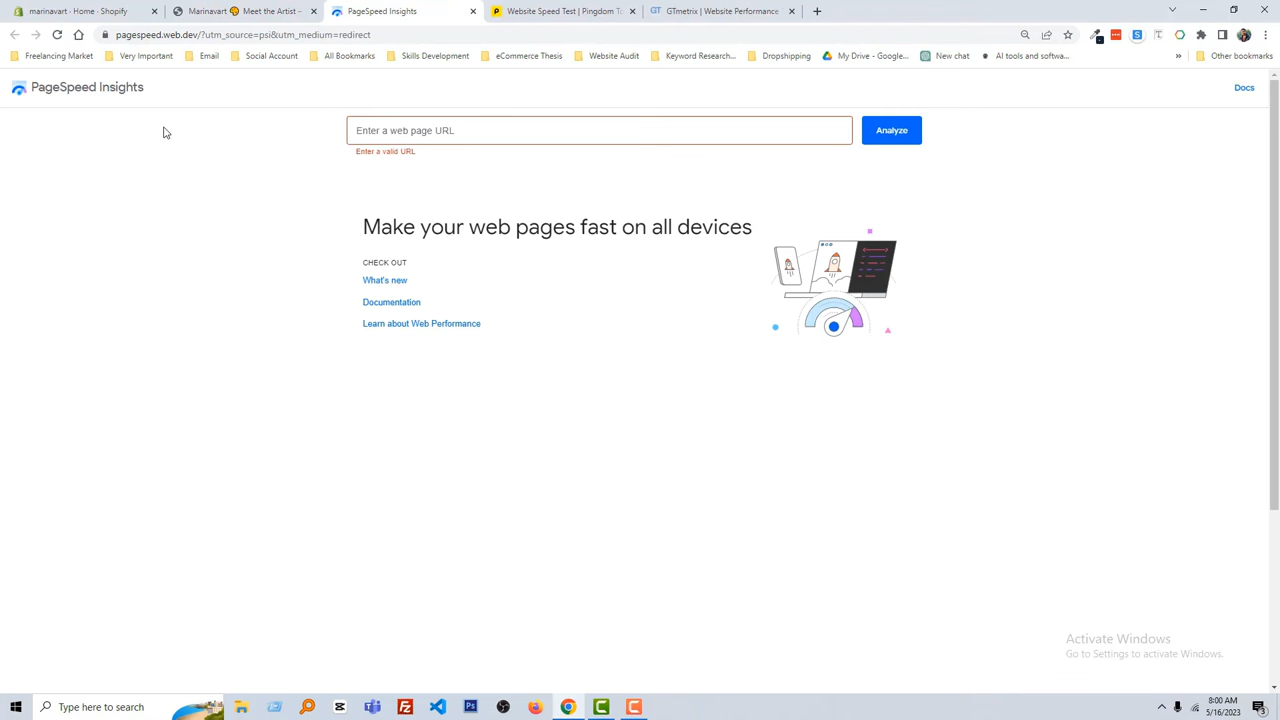 marinavart · Home · Shopify
Marinavart 🎨 Meet the Artist –
PageSpeed Insights
Website Speed Test | Pingdom To
GTmetrix | Website Performance
pagespeed.web.dev/?utm_source=psi&utm_medium=redirect
Freelancing Market
Very Important
Email
Social Account
All Bookmarks
Skills Development
eCommerce Thesis
Website Audit
Keyword Research...
Dropshipping
My Drive - Google...
New chat
AI tools and softwa...
»
Other bookmarks
PageSpeed Insights
Docs
Enter a web page URL
Analyze
Enter a valid URL
Make your web pages fast on all devices
CHECK OUT
What's new
Documentation
Learn about Web Performance
Activate Windows
Go to Settings to activate Windows.
Type here to search
8:00 AM
5/16/2023